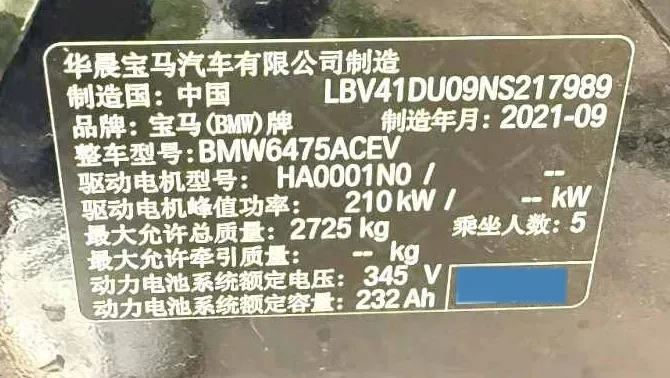 华晨宝马汽车有限公司制造
制造国：中国 LBV41DU09NS217989
品牌：宝马(BMW)牌 制造年月：2021-09
整车型号:BMW6475ACEV
驱动电机型号: HA0001N0 / --
驱动电机峰值功率: 210 kW / -- kW
最大允许总质量: 2725 kg 乘坐人数: 5
最大允许牵引质量: -- kg
动力电池系统额定电压: 345 V
动力电池系统额定容量: 232 Ah